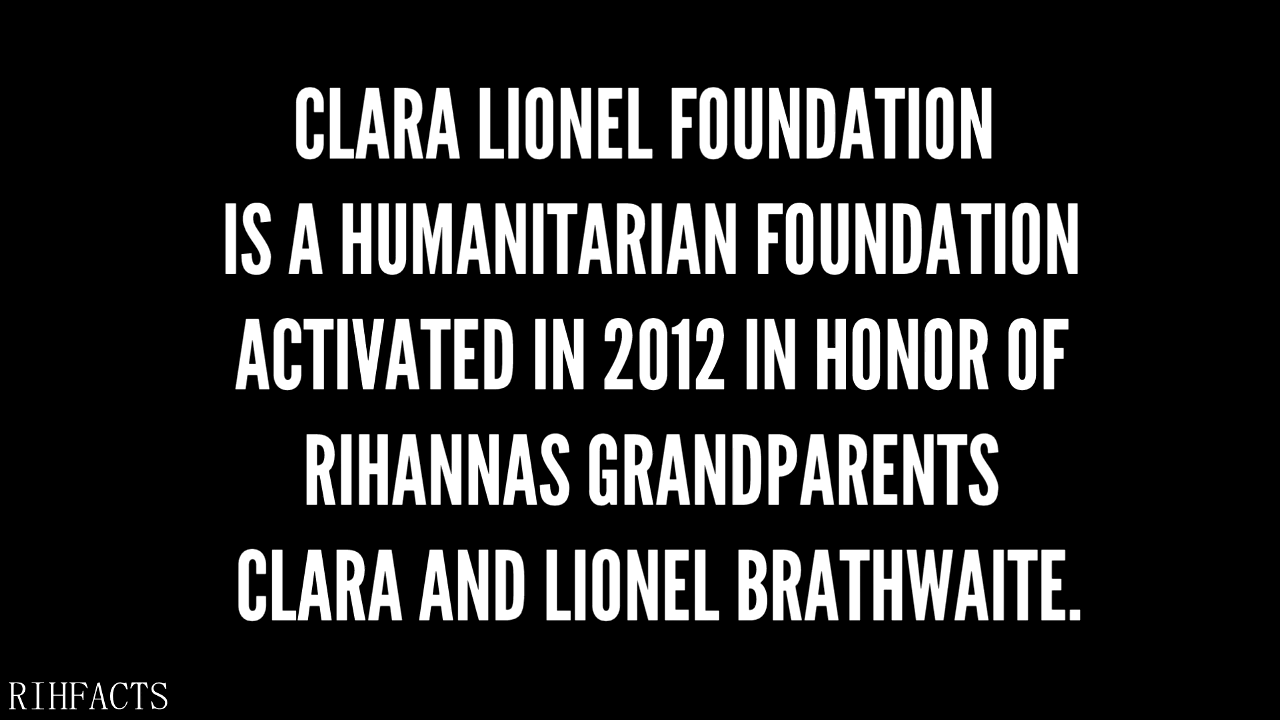 CLARA LIONEL FOUNDATION
IS A HUMANITARIAN FOUNDATION
ACTIVATED IN 2012 IN HONOR OF
RIHANNAS GRANDPARENTS
CLARA AND LIONEL BRATHWAITE.
RIHFACTS